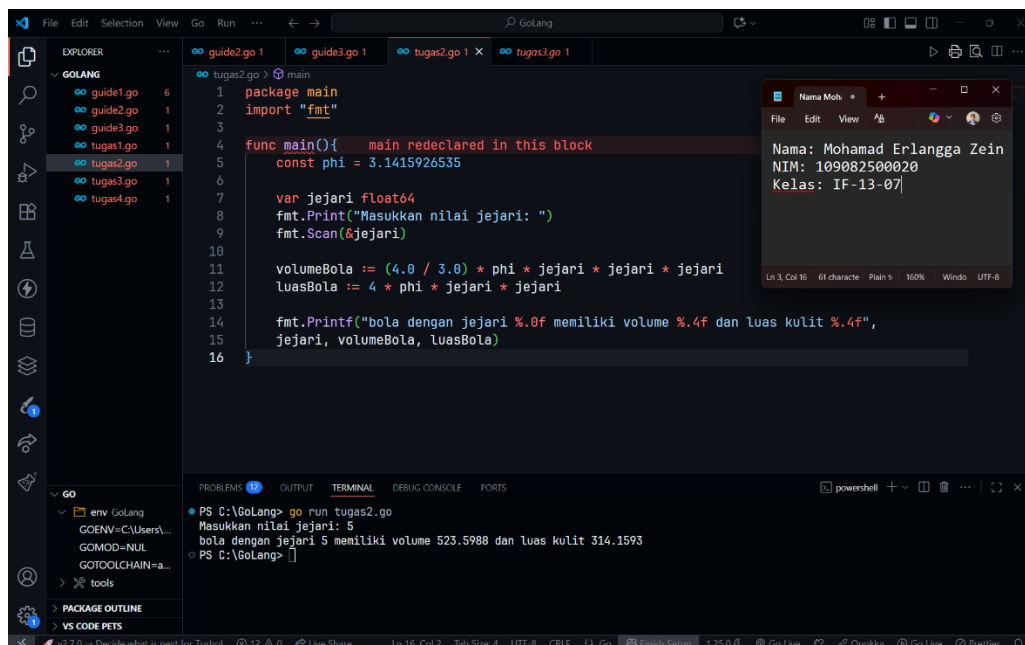 File Edit Selection View Go Run ... GoLang
EXPLORER ...
GOLANG
guide1.go 6
guide2.go 1
guide3.go 1
tugas1.go 1
tugas2.go 1
tugas3.go 1
tugas4.go 1
guide2.go 1 guide3.go 1 tugas2.go 1 tugas3.go 1
tugas2.go > main
1 package main
2 import "fmt"
3
4 func main(){ main redeclared in this block
5 const phi = 3.1415926535
6
7 var jejari float64
8 fmt.Print("Masukkan nilai jejari: ")
9 fmt.Scan(&jejari)
10
11 volumeBola := (4.0 / 3.0) * phi * jejari * jejari * jejari
12 luasBola := 4 * phi * jejari * jejari
13
14 fmt.Printf("bola dengan jejari %.0f memiliki volume %.4f dan luas kulit %.4f",
15 jejari, volumeBola, luasBola)
16 }
Nama Moh
File Edit View
Nama: Mohamad Erlangga Zein
NIM: 109082500020
Kelas: IF-13-07
Ln 3, Col 16 61 characte Plain t 160% Windo UTF-8
PROBLEMS 12 OUTPUT TERMINAL DEBUG CONSOLE PORTS powershell
PS C:\GoLang> go run tugas2.go
Masukkan nilai jejari: 5
bola dengan jejari 5 memiliki volume 523.5988 dan luas kulit 314.1593
PS C:\GoLang>
GO
env GoLang
GOENV=C:\Users\...
GOMOD=NUL
GOTOOLCHAIN=a...
tools
PACKAGE OUTLINE
VS CODE PETS
Ln 16, Col 2 Tab Size: 4 UTF-8 CRLF {} Go Finish Setup Go Live Quokka Go Live Prettier